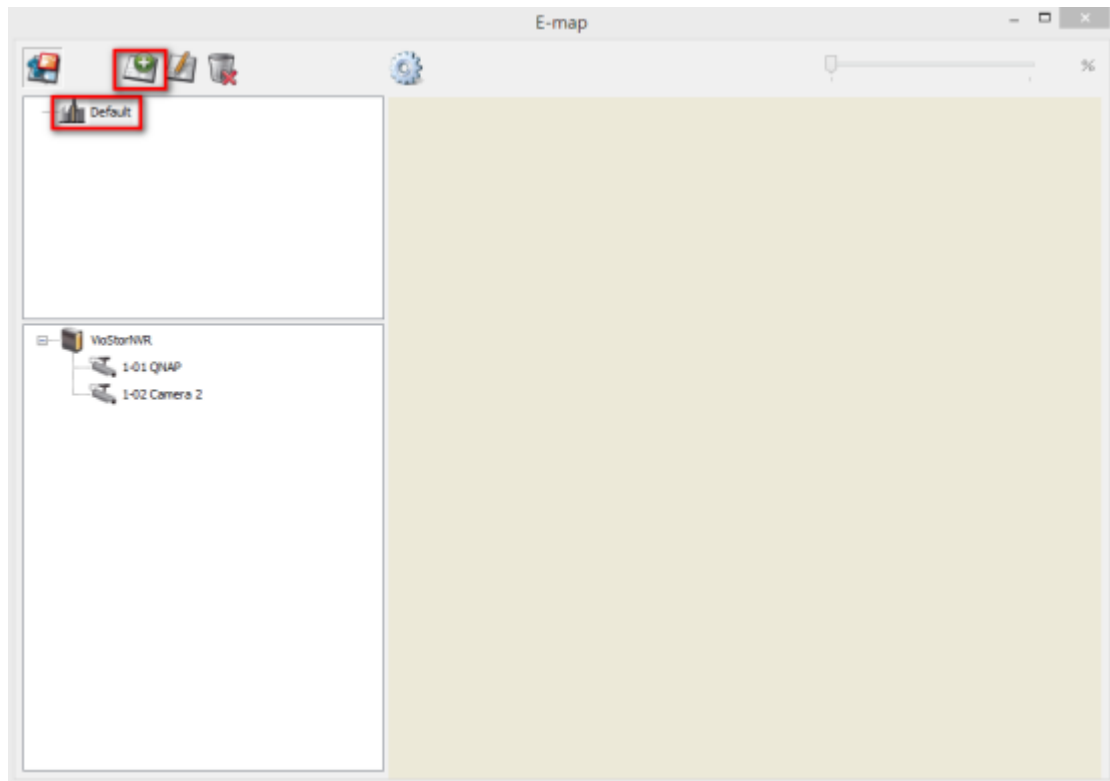 E-map
%
Default
VioStorNVR
1-01 QNAP
1-02 Camera 2